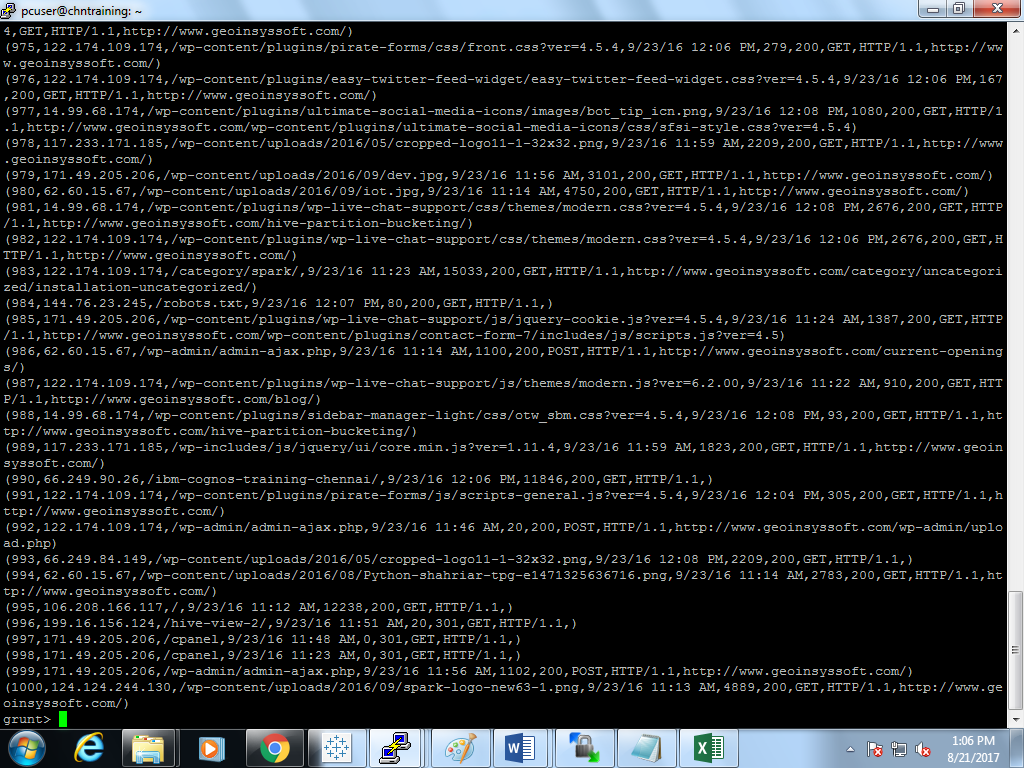 pcuser@chntraining: ~
4,GET,HTTP/1.1,http://www.geoinsyssoft.com/)
(975,122.174.109.174,/wp-content/plugins/pirate-forms/css/front.css?ver=4.5.4,9/23/16 12:06 PM,279,200,GET,HTTP/1.1,http://ww
w.geoinsyssoft.com/)
(976,122.174.109.174,/wp-content/plugins/easy-twitter-feed-widget/easy-twitter-feed-widget.css?ver=4.5.4,9/23/16 12:06 PM,167
,200,GET,HTTP/1.1,http://www.geoinsyssoft.com/)
(977,14.99.68.174,/wp-content/plugins/ultimate-social-media-icons/images/bot_tip_icn.png,9/23/16 12:08 PM,1080,200,GET,HTTP/1
.1,http://www.geoinsyssoft.com/wp-content/plugins/ultimate-social-media-icons/css/sfsi-style.css?ver=4.5.4)
(978,117.233.171.185,/wp-content/uploads/2016/05/cropped-logo11-1-32x32.png,9/23/16 11:59 AM,2209,200,GET,HTTP/1.1,http://www
.geoinsyssoft.com/)
(979,171.49.205.206,/wp-content/uploads/2016/09/dev.jpg,9/23/16 11:56 AM,3101,200,GET,HTTP/1.1,http://www.geoinsyssoft.com/)
(980,62.60.15.67,/wp-content/uploads/2016/09/iot.jpg,9/23/16 11:14 AM,4750,200,GET,HTTP/1.1,http://www.geoinsyssoft.com/)
(981,14.99.68.174,/wp-content/plugins/wp-live-chat-support/css/themes/modern.css?ver=4.5.4,9/23/16 12:08 PM,2676,200,GET,HTTP
/1.1,http://www.geoinsyssoft.com/hive-partition-bucketing/)
(982,122.174.109.174,/wp-content/plugins/wp-live-chat-support/css/themes/modern.css?ver=4.5.4,9/23/16 12:06 PM,2676,200,GET,H
TTP/1.1,http://www.geoinsyssoft.com/)
(983,122.174.109.174,/category/spark/,9/23/16 11:23 AM,15033,200,GET,HTTP/1.1,http://www.geoinsyssoft.com/category/uncategori
zed/installation-uncategorized/)
(984,144.76.23.245,/robots.txt,9/23/16 12:07 PM,80,200,GET,HTTP/1.1,)
(985,171.49.205.206,/wp-content/plugins/wp-live-chat-support/js/jquery-cookie.js?ver=4.5.4,9/23/16 11:24 AM,1387,200,GET,HTTP
/1.1,http://www.geoinsyssoft.com/wp-content/plugins/contact-form-7/includes/js/scripts.js?ver=4.5)
(986,62.60.15.67,/wp-admin/admin-ajax.php,9/23/16 11:14 AM,1100,200,POST,HTTP/1.1,http://www.geoinsyssoft.com/current-opening
s/)
(987,122.174.109.174,/wp-content/plugins/wp-live-chat-support/js/themes/modern.js?ver=6.2.00,9/23/16 11:22 AM,910,200,GET,HTT
P/1.1,http://www.geoinsyssoft.com/blog/)
(988,14.99.68.174,/wp-content/plugins/sidebar-manager-light/css/otw_sbm.css?ver=4.5.4,9/23/16 12:08 PM,93,200,GET,HTTP/1.1,ht
tp://www.geoinsyssoft.com/hive-partition-bucketing/)
(989,117.233.171.185,/wp-includes/js/jquery/ui/core.min.js?ver=1.11.4,9/23/16 11:59 AM,1823,200,GET,HTTP/1.1,http://www.geoin
syssoft.com/)
(990,66.249.90.26,/ibm-cognos-training-chennai/,9/23/16 12:06 PM,11846,200,GET,HTTP/1.1,)
(991,122.174.109.174,/wp-content/plugins/pirate-forms/js/scripts-general.js?ver=4.5.4,9/23/16 12:04 PM,305,200,GET,HTTP/1.1,h
ttp://www.geoinsyssoft.com/)
(992,122.174.109.174,/wp-admin/admin-ajax.php,9/23/16 11:46 AM,20,200,POST,HTTP/1.1,http://www.geoinsyssoft.com/wp-admin/uplo
ad.php)
(993,66.249.84.149,/wp-content/uploads/2016/05/cropped-logo11-1-32x32.png,9/23/16 12:08 PM,2209,200,GET,HTTP/1.1,)
(994,62.60.15.67,/wp-content/uploads/2016/08/Python-shahriar-tpg-e1471325636716.png,9/23/16 11:14 AM,2783,200,GET,HTTP/1.1,ht
tp://www.geoinsyssoft.com/)
(995,106.208.166.117,/,9/23/16 11:12 AM,12238,200,GET,HTTP/1.1,)
(996,199.16.156.124,/hive-view-2/,9/23/16 11:51 AM,20,301,GET,HTTP/1.1,)
(997,171.49.205.206,/cpanel,9/23/16 11:48 AM,0,301,GET,HTTP/1.1,)
(998,171.49.205.206,/cpanel,9/23/16 11:23 AM,0,301,GET,HTTP/1.1,)
(999,171.49.205.206,/wp-admin/admin-ajax.php,9/23/16 11:56 AM,1102,200,POST,HTTP/1.1,http://www.geoinsyssoft.com/)
(1000,124.124.244.130,/wp-content/uploads/2016/09/spark-logo-new63-1.png,9/23/16 11:13 AM,4889,200,GET,HTTP/1.1,http://www.ge
oinsyssoft.com/)
grunt>
1:06 PM
8/21/2017